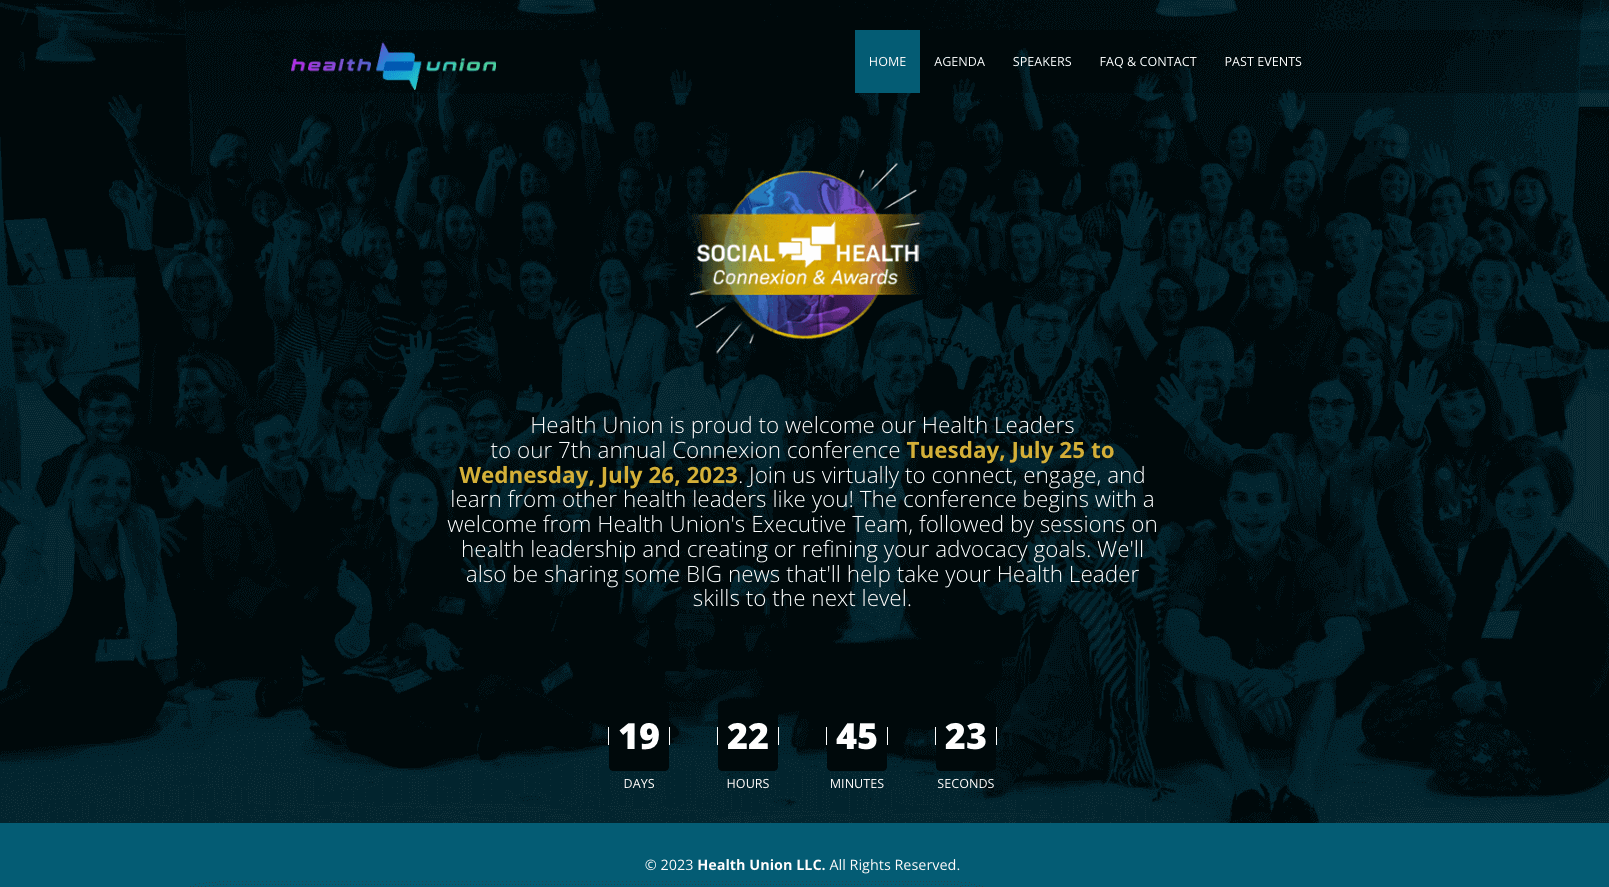 health union
HOME AGENDA SPEAKERS FAQ & CONTACT PAST EVENTS
SOCIAL HEALTH
Connexion & Awards
Health Union is proud to welcome our Health Leaders
to our 7th annual Connexion conference Tuesday, July 25 to
Wednesday, July 26, 2023. Join us virtually to connect, engage, and
learn from other health leaders like you! The conference begins with a
welcome from Health Union's Executive Team, followed by sessions on
health leadership and creating or refining your advocacy goals. We'll
also be sharing some BIG news that'll help take your Health Leader
skills to the next level.
19 22 45 23
DAYS HOURS MINUTES SECONDS
© 2023 Health Union LLC. All Rights Reserved.